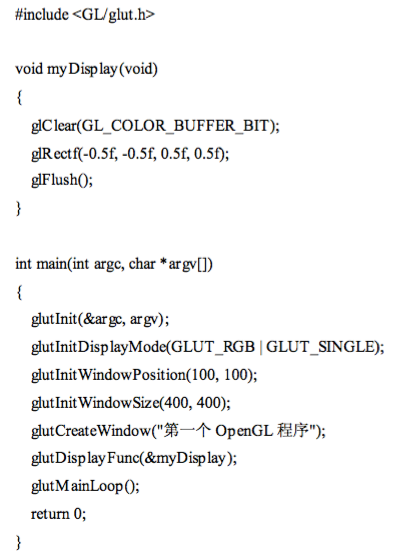 #include <GL/glut.h>
void myDisplay(void)
{
glClear(GL_COLOR_BUFFER_BIT);
glRectf(-0.5f, -0.5f, 0.5f, 0.5f);
glFlush();
}
int main(int argc, char *argv[])
{
glutInit(&argc, argv);
glutInitDisplayMode(GLUT_RGB | GLUT_SINGLE);
glutInitWindowPosition(100, 100);
glutInitWindowSize(400, 400);
glutCreateWindow("第一个 OpenGL 程序");
glutDisplayFunc(&myDisplay);
glutMainLoop();
return 0;
}